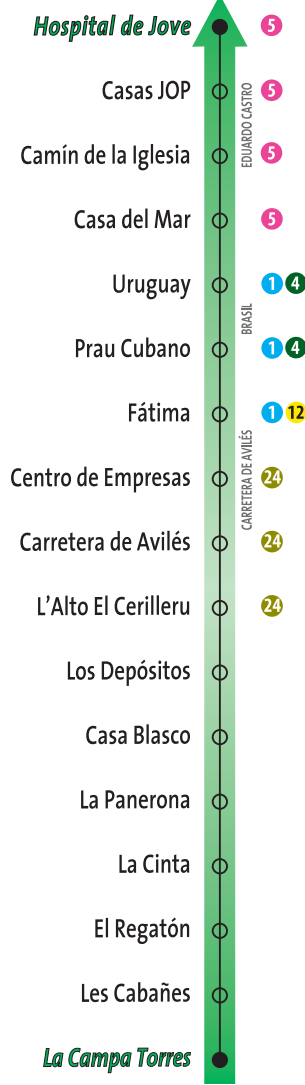 Hospital de Jove 5
Casas JOP 5
EDUARDO CASTRO
Camín de la Iglesia 5
Casa del Mar 5
Uruguay 1 4
BRASIL
Prau Cubano 1 4
Fátima 1 12
CARRETERA DE AVILÉS
Centro de Empresas 24
Carretera de Avilés 24
L'Alto El Cerilleru 24
Los Depósitos
Casa Blasco
La Panerona
La Cinta
El Regatón
Les Cabañes
La Campa Torres